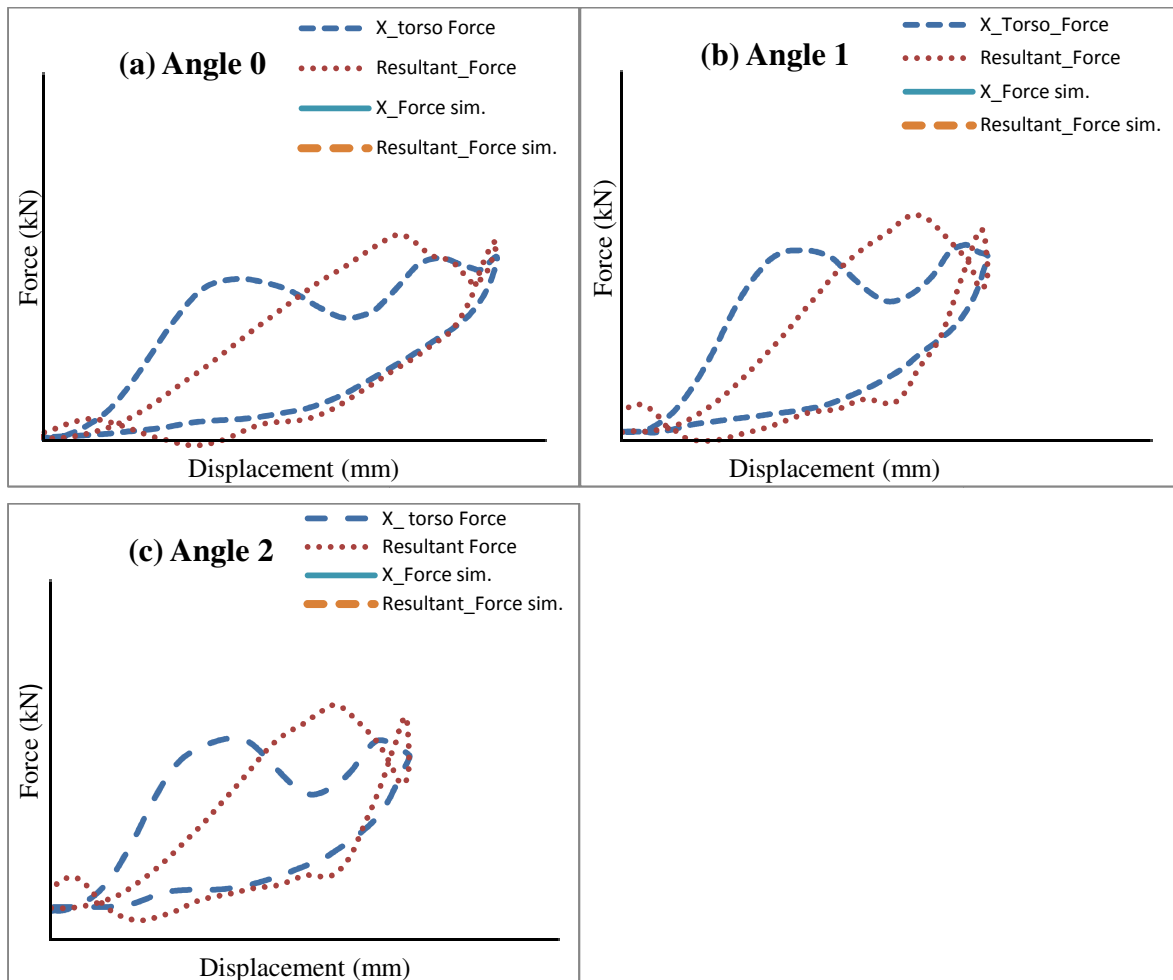 (a) Angle 0
X_torso Force
Resultant_Force
X_Force sim.
Resultant_Force sim.
Force (kN)
Displacement (mm)
(b) Angle 1
X_Torso_Force
Resultant_Force
X_Force sim.
Resultant_Force sim.
Force (kN)
Displacement (mm)
(c) Angle 2
X_ torso Force
Resultant Force
X_Force sim.
Resultant_Force sim.
Force (kN)
Displacement (mm)